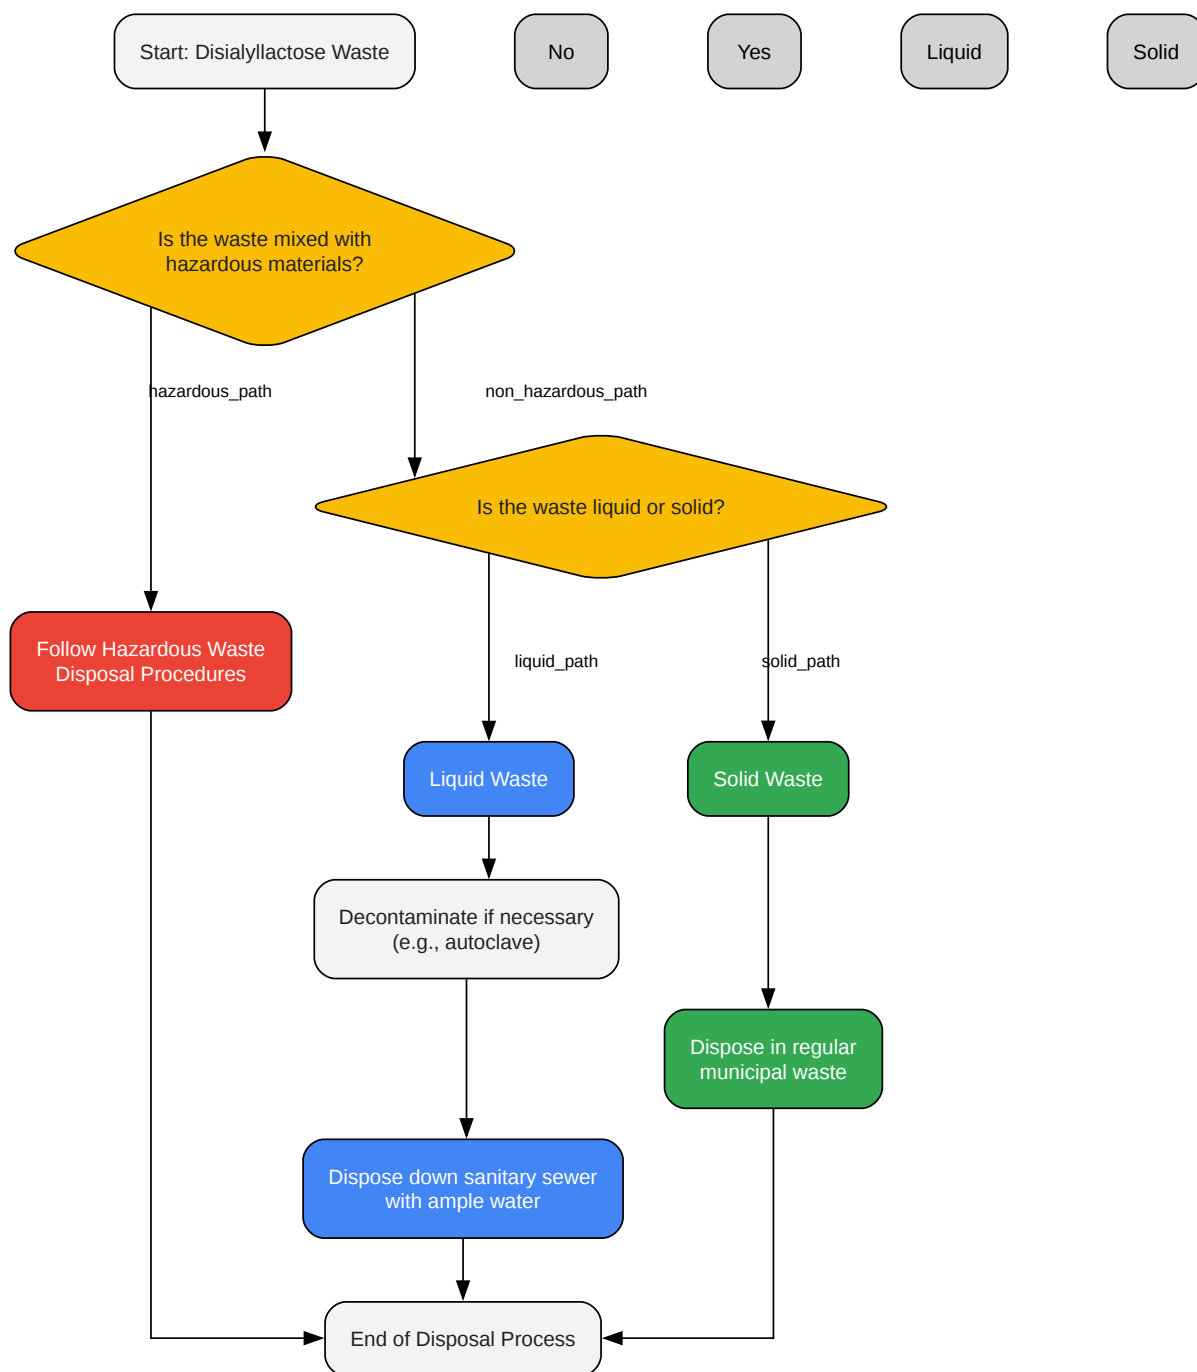 Start: Disialyllactose Waste
No
Yes
Liquid
Solid
Is the waste mixed with
hazardous materials?
hazardous_path
non_hazardous_path
Is the waste liquid or solid?
Follow Hazardous Waste
Disposal Procedures
liquid_path
solid_path
Liquid Waste
Solid Waste
Decontaminate if necessary
(e.g., autoclave)
Dispose in regular
municipal waste
Dispose down sanitary sewer
with ample water
End of Disposal Process